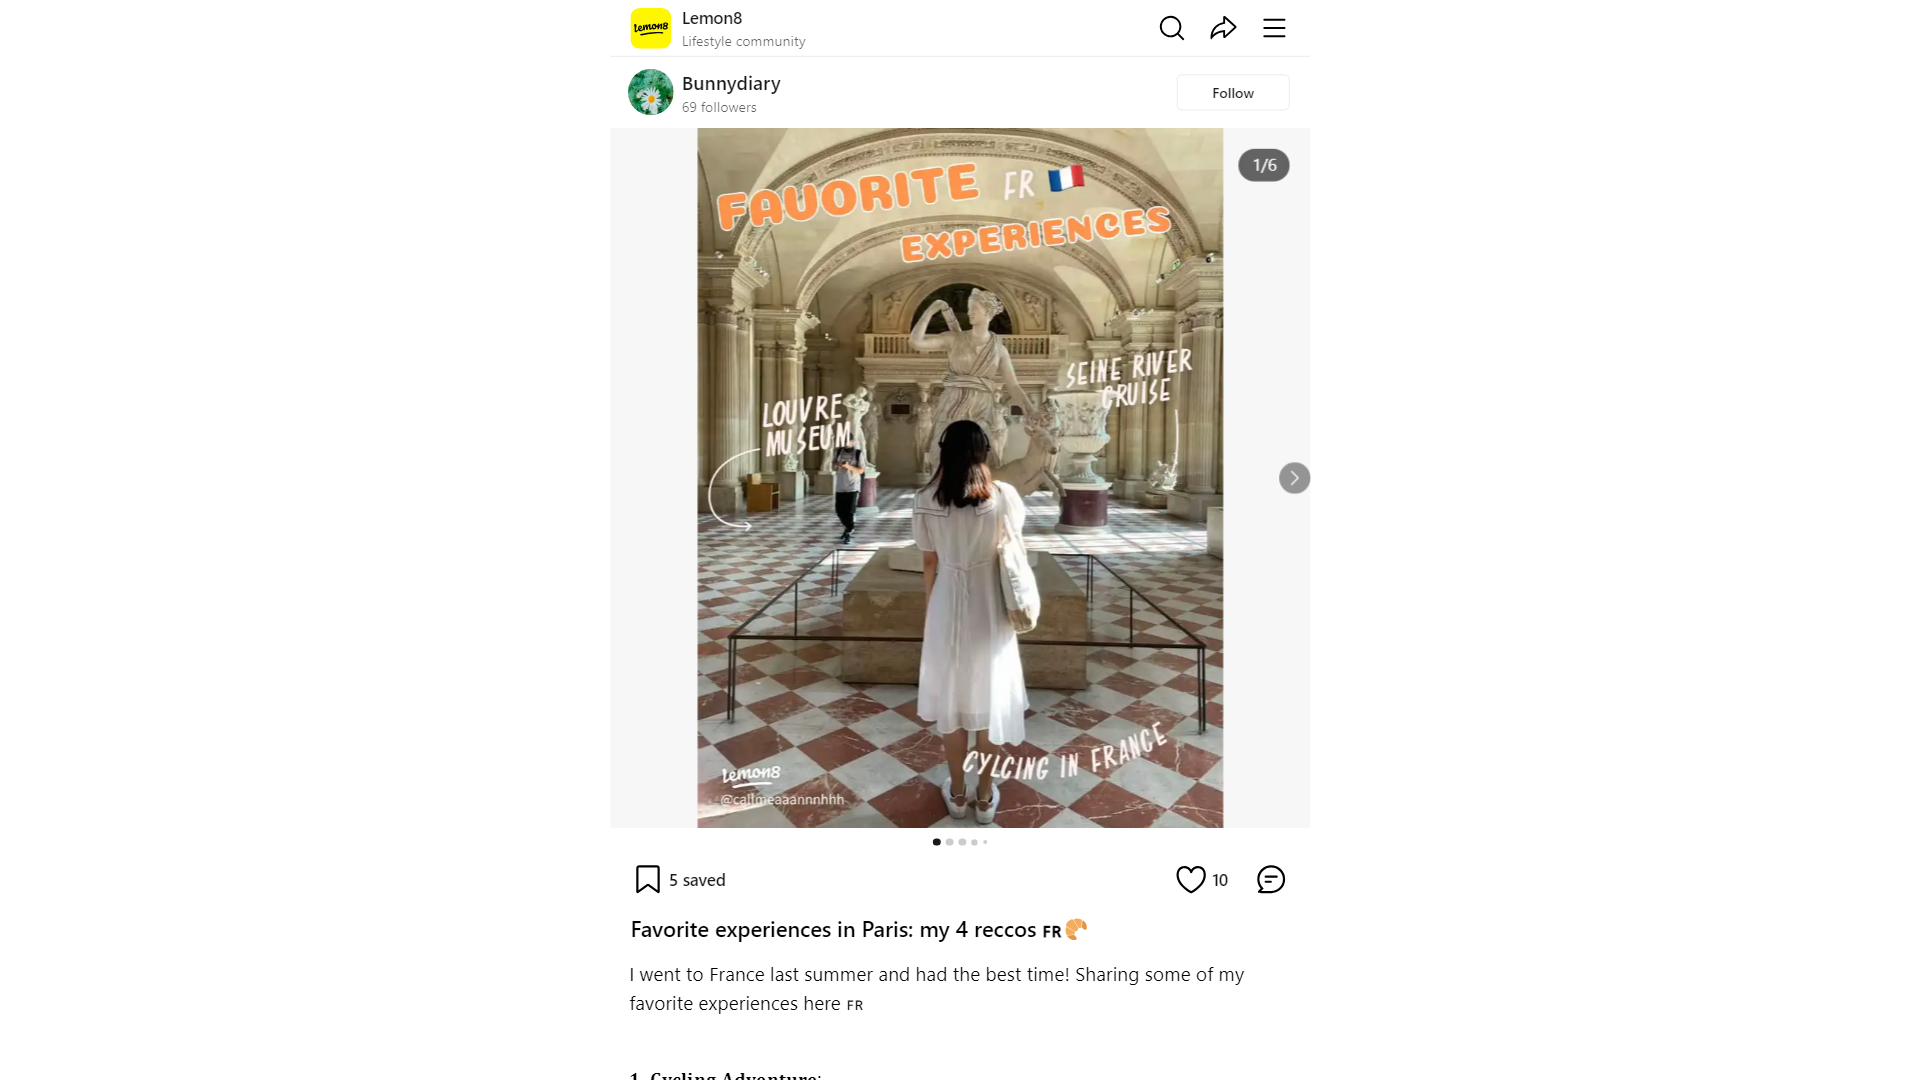 Lemon8
Lifestyle community
lemon8
Bunnydiary
69 followers
Follow
1/6
FAVORITE FR 🇫🇷
EXPERIENCES
SEINE RIVER
CRUISE
LOUVRE
MUSEUM
CYLCING IN FRANCE
lemon8
@callmeaaannnhhh
5 saved
10
Favorite experiences in Paris: my 4 reccos FR🥐
I went to France last summer and had the best time! Sharing some of my
favorite experiences here FR
1. Cycling Adventure: